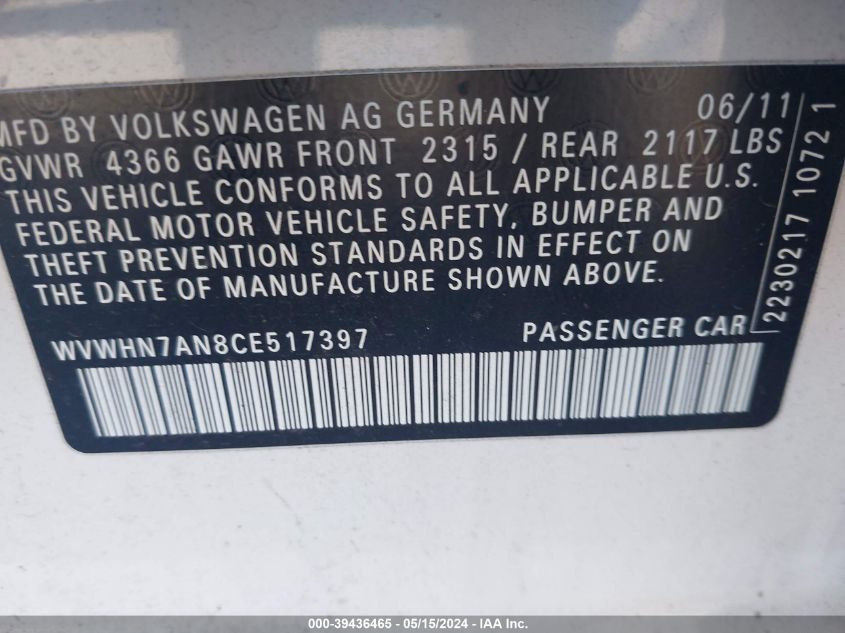 MFD BY VOLKSWAGEN AG GERMANY 06/11
GVWR 4366 GAWR FRONT 2315 / REAR 2117 LBS
THIS VEHICLE CONFORMS TO ALL APPLICABLE U.S.
FEDERAL MOTOR VEHICLE SAFETY, BUMPER AND
THEFT PREVENTION STANDARDS IN EFFECT ON
THE DATE OF MANUFACTURE SHOWN ABOVE.
WVWHN7AN8CE517397 PASSENGER CAR
2230217 1072 1
000-39436465 - 05/15/2024 - IAA Inc.